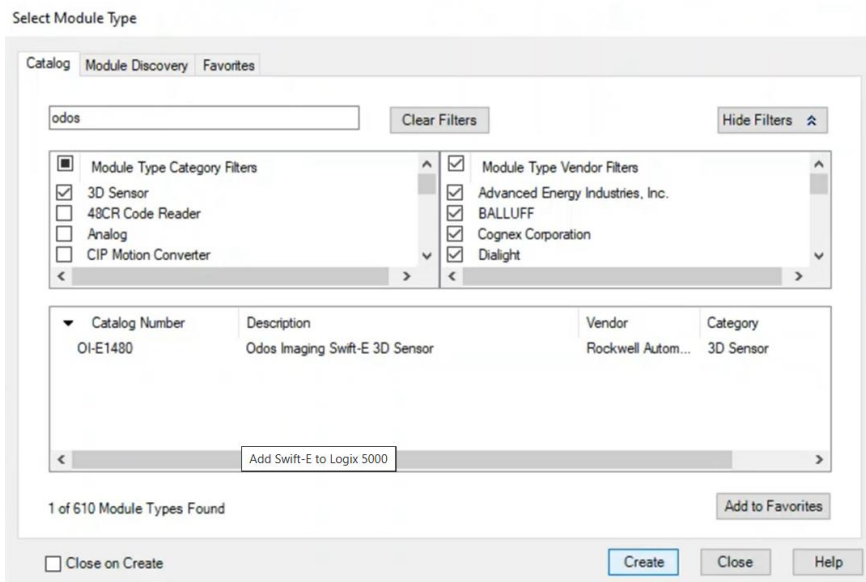 Select Module Type
Catalog Module Discovery Favorites
odos Clear Filters Hide Filters
Module Type Category Filters Module Type Vendor Filters
3D Sensor Advanced Energy Industries, Inc.
48CR Code Reader BALLUFF
Analog Cognex Corporation
CIP Motion Converter Dialight
Catalog Number Description Vendor Category
OI-E1480 Odos Imaging Swift-E 3D Sensor Rockwell Autom... 3D Sensor
Add Swift-E to Logix 5000
1 of 610 Module Types Found Add to Favorites
Close on Create Create Close Help